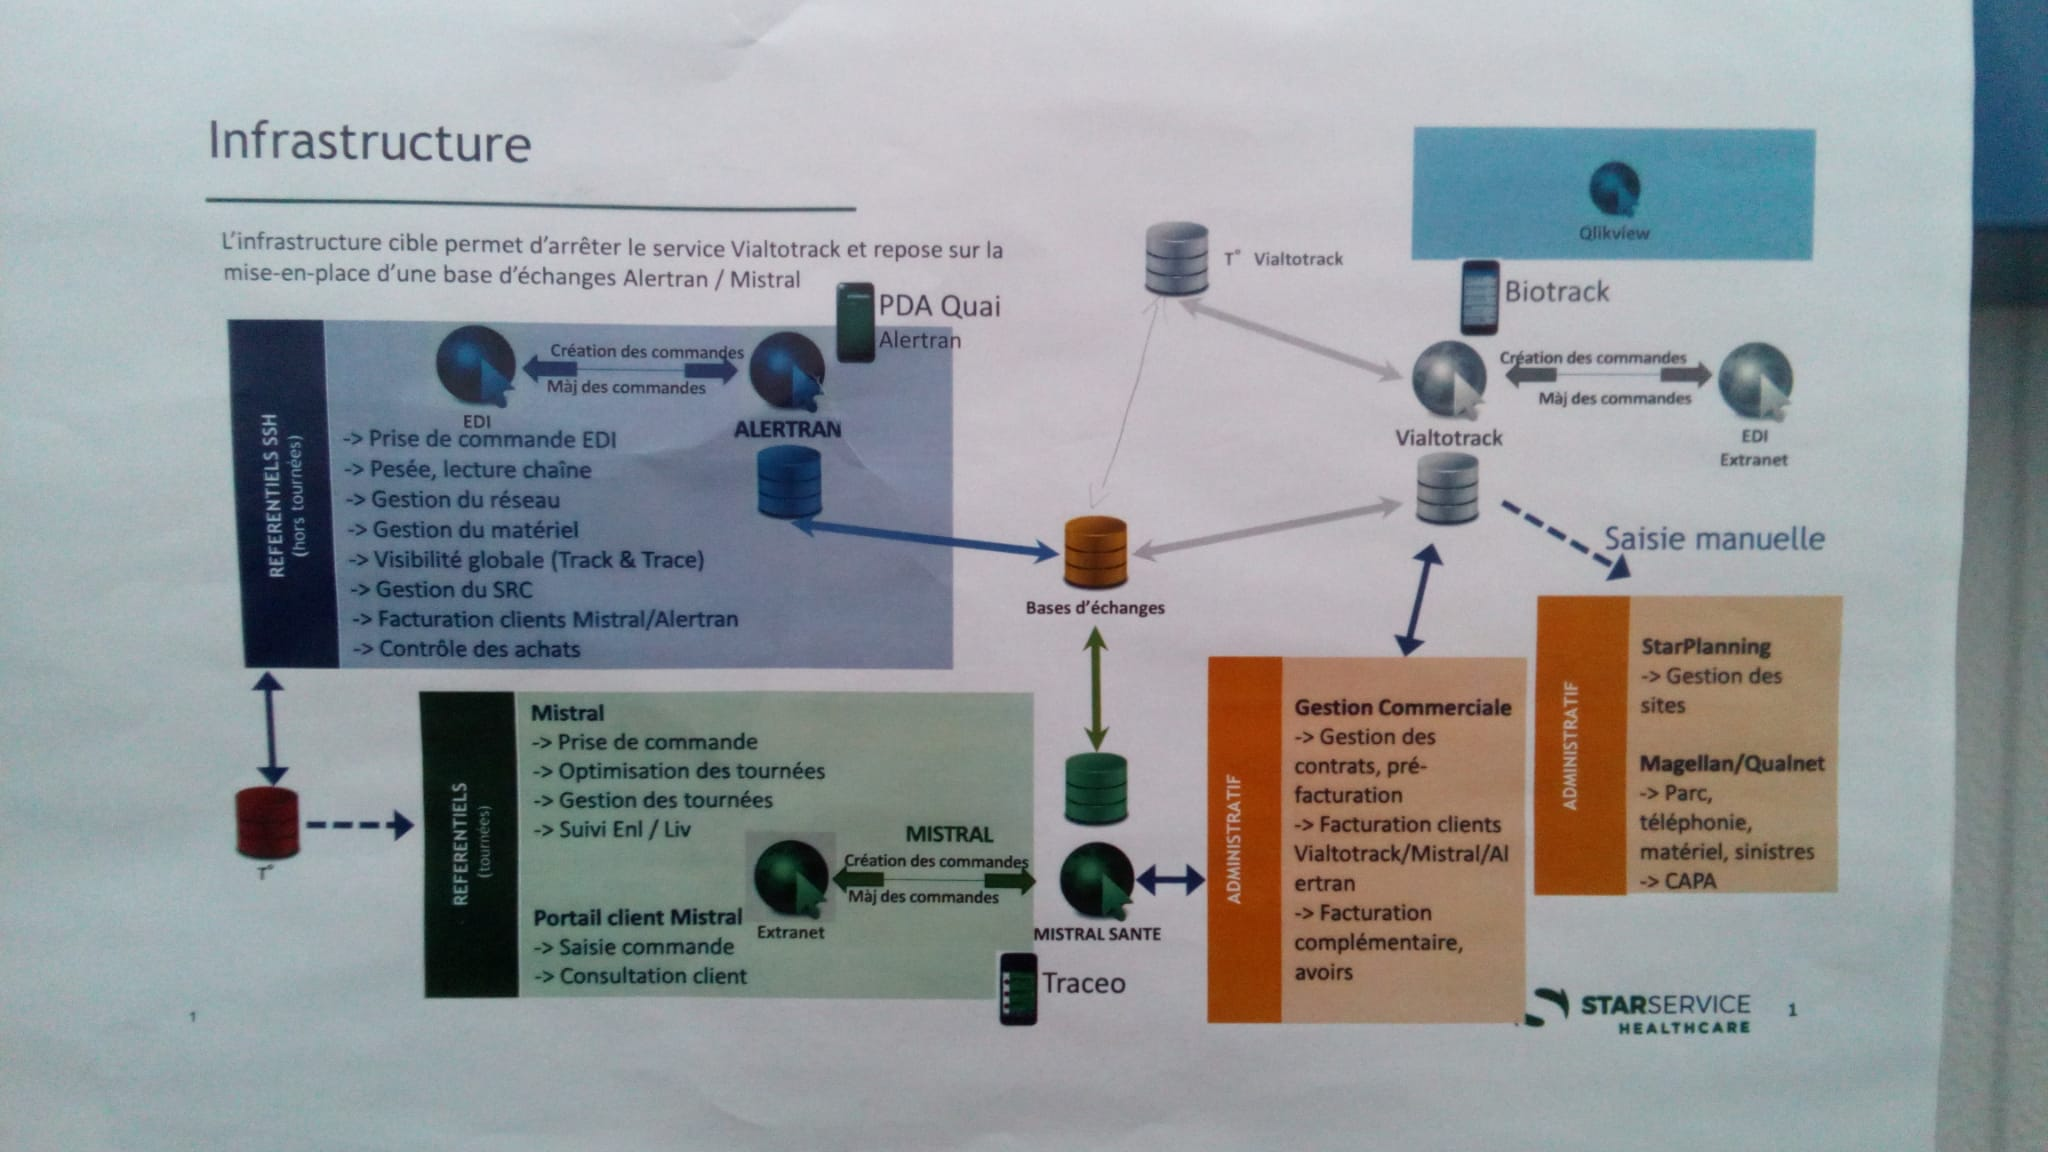 Infrastructure
L'infrastructure cible permet d'arrêter le service Vialtotrack et repose sur la
mise-en-place d'une base d'échanges Alertran / Mistral
Qlikview
T° Vialtotrack
Biotrack
PDA Quai
Alertran
REFERENTIELS SSH
(hors tournées)
Création des commandes
Màj des commandes
EDI
ALERTRAN
-> Prise de commande EDI
-> Pesée, lecture chaîne
-> Gestion du réseau
-> Gestion du matériel
-> Visibilité globale (Track & Trace)
-> Gestion du SRC
-> Facturation clients Mistral/Alertran
-> Contrôle des achats
Création des commandes
Màj des commandes
Vialtotrack
EDI
Extranet
Saisie manuelle
Bases d'échanges
T°
REFERENTIELS
(tournées)
Mistral
-> Prise de commande
-> Optimisation des tournées
-> Gestion des tournées
-> Suivi Enl / Liv
MISTRAL
Création des commandes
Màj des commandes
Extranet
MISTRAL SANTE
Portail client Mistral
-> Saisie commande
-> Consultation client
Traceo
ADMINISTRATIF
Gestion Commerciale
-> Gestion des
contrats, pré-
facturation
-> Facturation clients
Vialtotrack/Mistral/Al
ertran
-> Facturation
complémentaire,
avoirs
ADMINISTRATIF
StarPlanning
-> Gestion des
sites
Magellan/Qualnet
-> Parc,
téléphonie,
matériel, sinistres
-> CAPA
1
STARSERVICE
HEALTHCARE
1